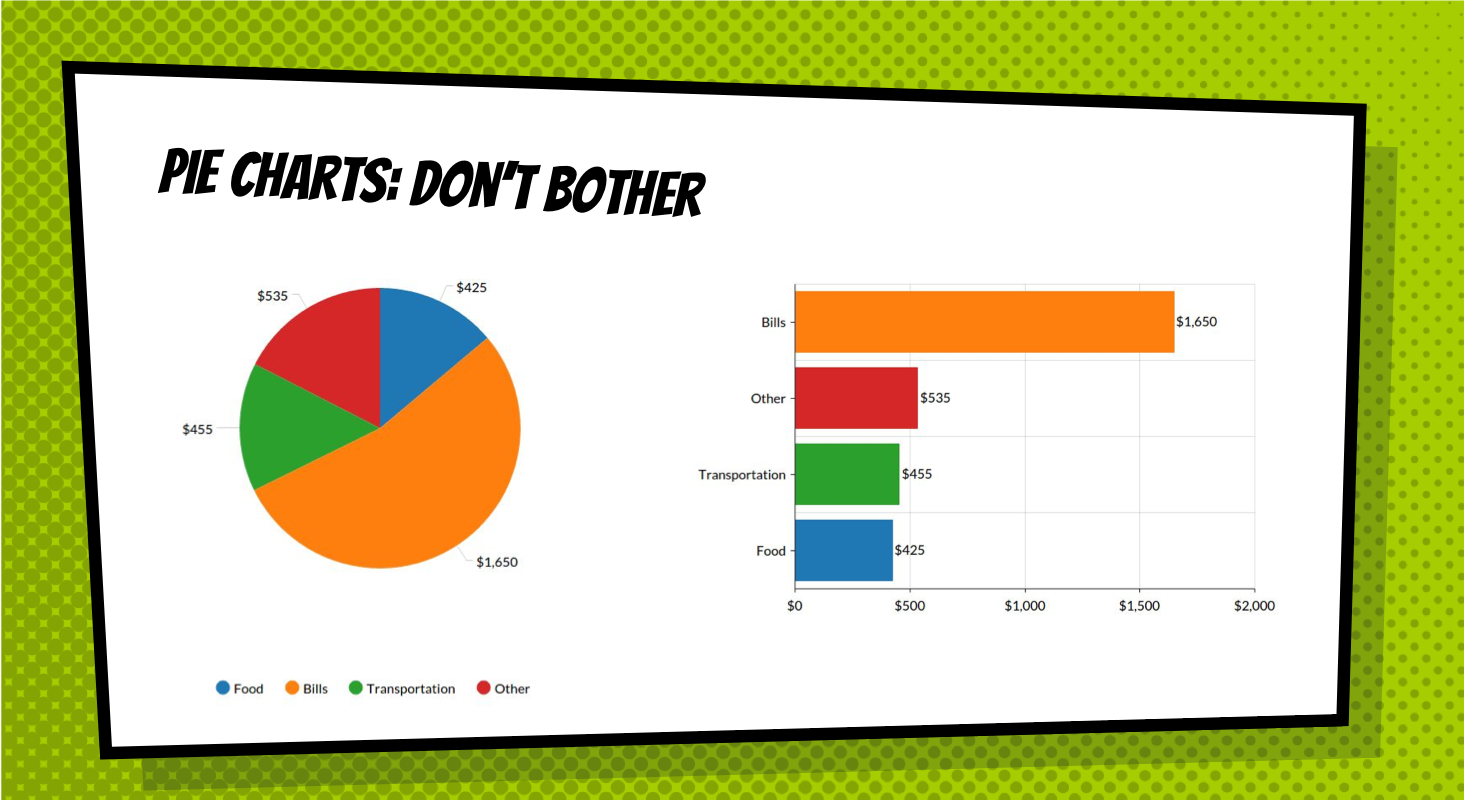 PIE CHARTS: DON'T BOTHER
$535
$425
$455
$1,650
Food Bills Transportation Other
Bills $1,650
Other $535
Transportation $455
Food $425
$0 $500 $1,000 $1,500 $2,000